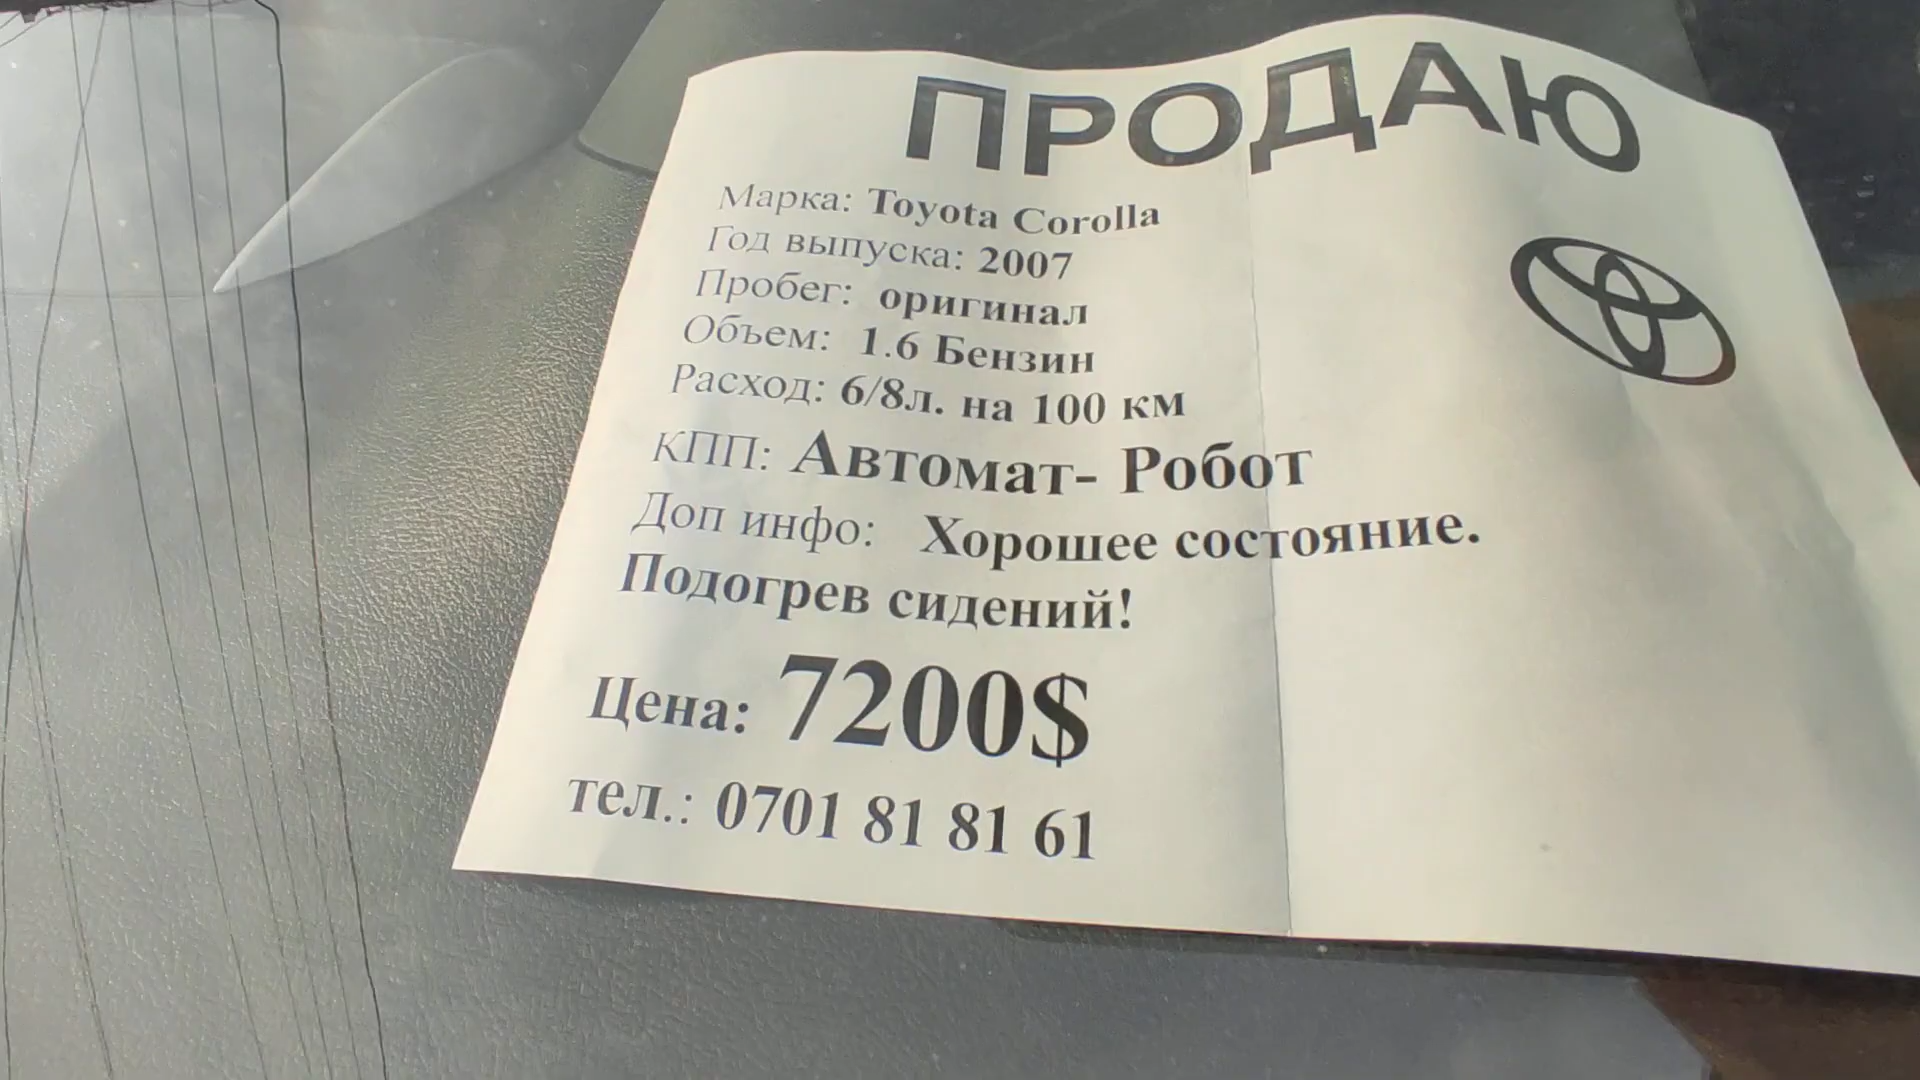 ПРОДАЮ
Марка: Toyota Corolla
Год выпуска: 2007
Пробег: оригинал
Объем: 1.6 Бензин
Расход: 6/8л. на 100 км
КПП: Автомат- Робот
Доп инфо: Хорошее состояние.
Подогрев сидений!
Цена: 7200$
тел.: 0701 81 81 61